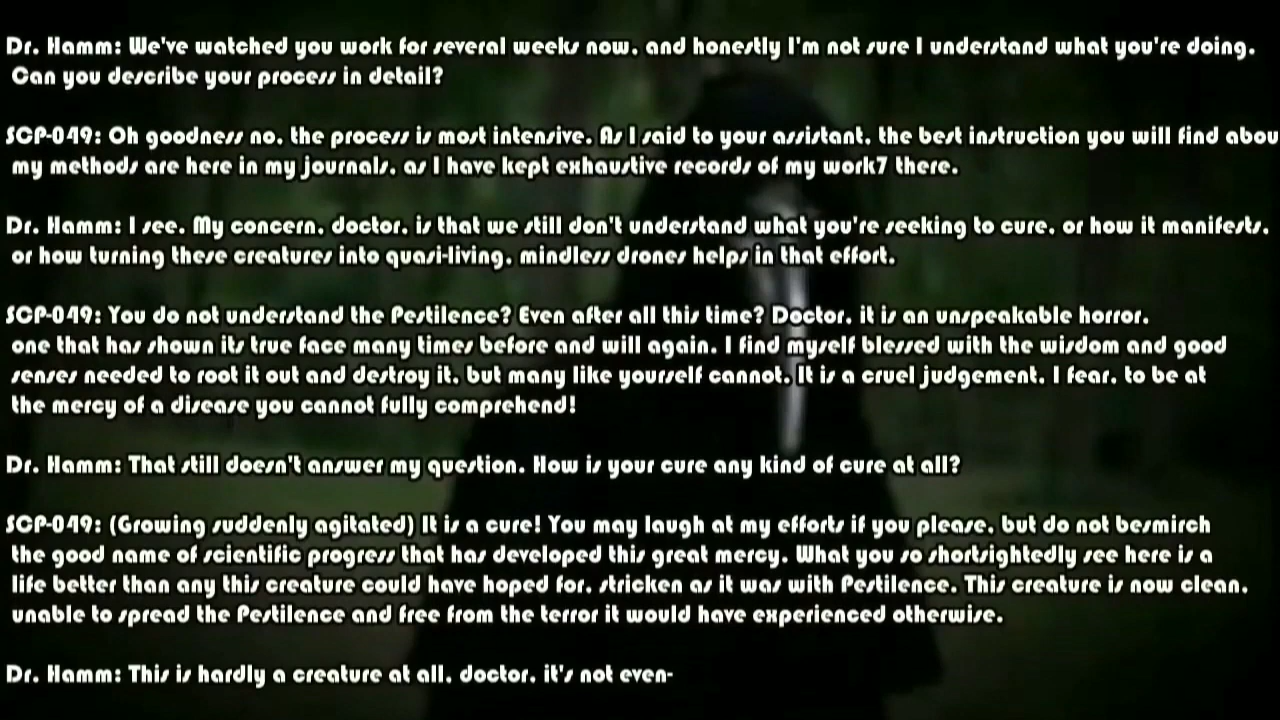 Dr. Hamm: We've watched you work for several weeks now, and honestly I'm not sure I understand what you're doing.
Can you describe your process in detail?
SCP-049: Oh goodness no, the process is most intensive. As I said to your assistant, the best instruction you will find abou
my methods are here in my journals, as I have kept exhaustive records of my work7 there.
Dr. Hamm: I see. My concern, doctor, is that we still don't understand what you're seeking to cure, or how it manifests,
or how turning these creatures into quasi-living, mindless drones helps in that effort.
SCP-049: You do not understand the Pestilence? Even after all this time? Doctor, it is an unspeakable horror,
one that has shown its true face many times before and will again. I find myself blessed with the wisdom and good
senses needed to root it out and destroy it, but many like yourself cannot. It is a cruel judgement, I fear, to be at
the mercy of a disease you cannot fully comprehend!
Dr. Hamm: That still doesn't answer my question. How is your cure any kind of cure at all?
SCP-049: (Growing suddenly agitated) It is a cure! You may laugh at my efforts if you please, but do not besmirch
the good name of scientific progress that has developed this great mercy. What you so shortsightedly see here is a
life better than any this creature could have hoped for, stricken as it was with Pestilence. This creature is now clean,
unable to spread the Pestilence and free from the terror it would have experienced otherwise.
Dr. Hamm: This is hardly a creature at all, doctor, it's not even-